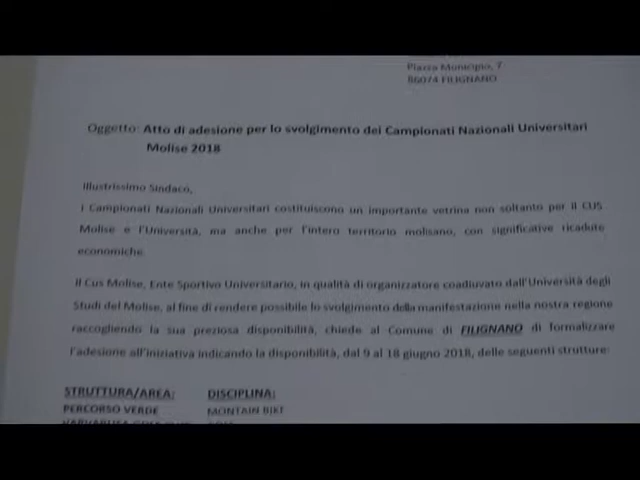 Piazza Municipio, 7
86074 FILIGNANO
Oggetto: Atto di adesione per lo svolgimento dei Campionati Nazionali Universitari
Molise 2018
Illustrissimo Sindaco,
I Campionati Nazionali Universitari costituiscono un importante vetrina non soltanto per il CUS
Molise e l'Università, ma anche per l'intero territorio molisano, con significative ricadute
economiche.
Il Cus Molise, Ente Sportivo Universitario, in qualità di organizzatore coadiuvato dall'Università degli
Studi del Molise, al fine di rendere possibile lo svolgimento della manifestazione nella nostra regione
raccogliendo la sua preziosa disponibilità, chiede al Comune di FILIGNANO di formalizzare
l'adesione all'iniziativa indicando la disponibilità, dal 9 al 18 giugno 2018, delle seguenti strutture:
STRUTTURA/AREA: DISCIPLINA:
PERCORSO VERDE MONTAIN BIKE